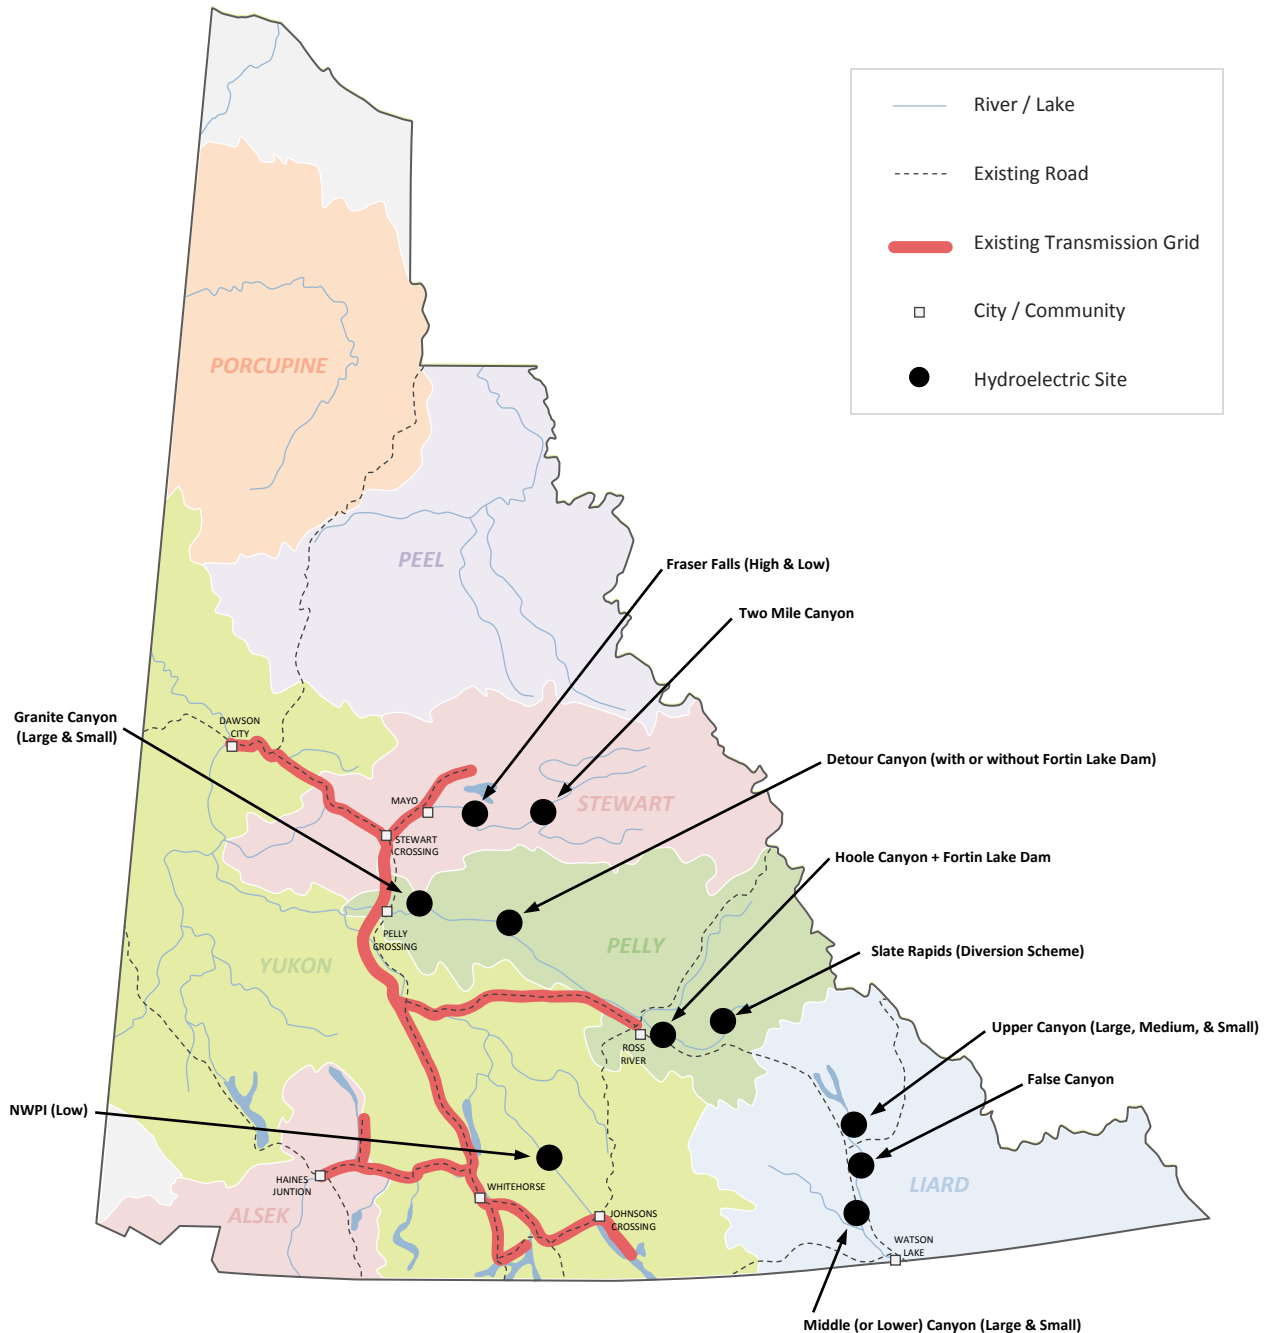 River / Lake
Existing Road
Existing Transmission Grid
City / Community
Hydroelectric Site
PORCUPINE
PEEL
Fraser Falls (High & Low)
Two Mile Canyon
Granite Canyon
(Large & Small)
DAWSON
CITY
Detour Canyon (with or without Fortin Lake Dam)
MAYO
STEWART
STEWART
CROSSING
Hoole Canyon + Fortin Lake Dam
PELLY
CROSSING
PELLY
YUKON
Slate Rapids (Diversion Scheme)
ROSS
RIVER
Upper Canyon (Large, Medium, & Small)
False Canyon
NWPI (Low)
HAINES
JUNTION
WHITEHORSE
LIARD
ALSEK
JOHNSONS
CROSSING
WATSON
LAKE
Middle (or Lower) Canyon (Large & Small)